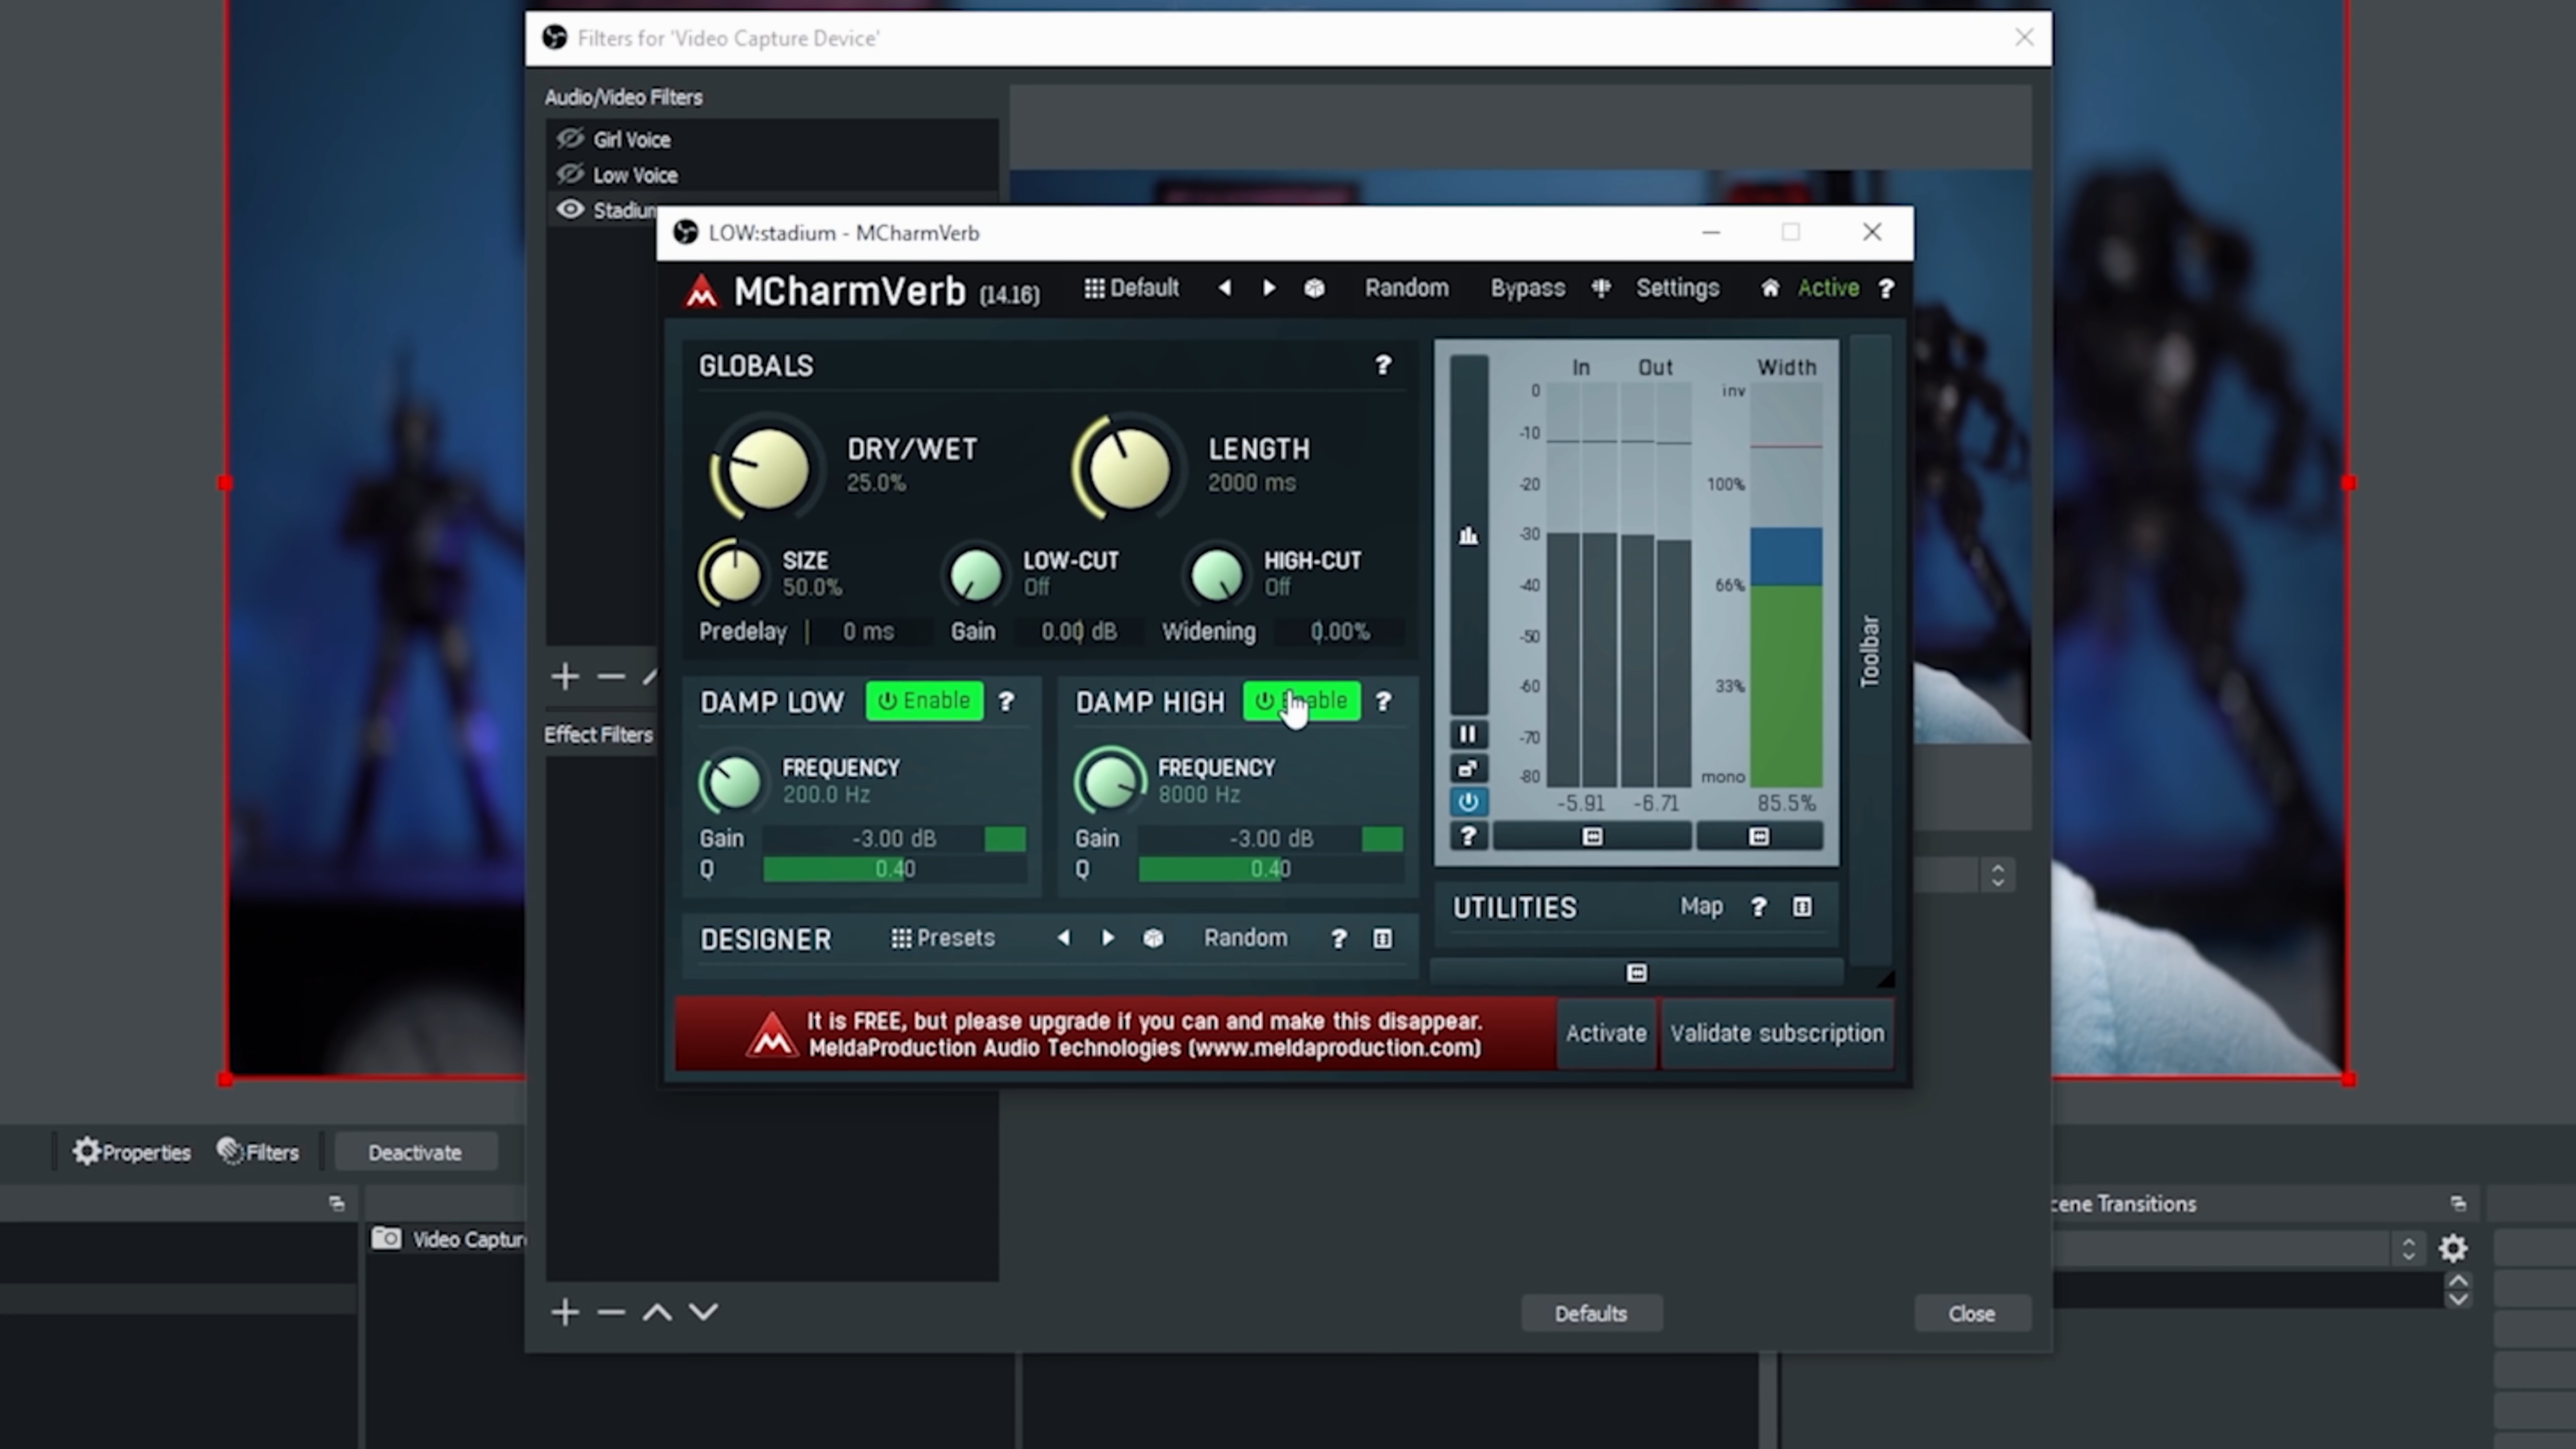 Filters for 'Video Capture Device'
Audio/Video Filters
Girl Voice
Low Voice
LOW:stadium - MCharmVerb
MCharmVerb (14.16) Default Random Bypass Settings Active ?
GLOBALS ?
DRY/WET
25.0%
LENGTH
2000 ms
SIZE
50.0%
LOW-CUT
Off
HIGH-CUT
Off
Predelay 0 ms Gain 0.00 dB Widening 0.00%
DAMP LOW Enable ?
FREQUENCY
200.0 Hz
Gain -3.00 dB
Q 0.40
DAMP HIGH Enable ?
FREQUENCY
8000 Hz
Gain -3.00 dB
Q 0.40
DESIGNER Presets Random ?
In Out Width
0 inv
-10
-20 100%
-30
-40 66%
-50
-60 33%
-70
-80 mono
-5.91 -6.71 85.5%
?
Toolbar
UTILITIES Map ?
It is FREE, but please upgrade if you can and make this disappear.
MeldaProduction Audio Technologies (www.meldaproduction.com)
Activate Validate subscription
Effect Filters
Properties Filters Deactivate
Video Captur
cene Transitions
Defaults Close